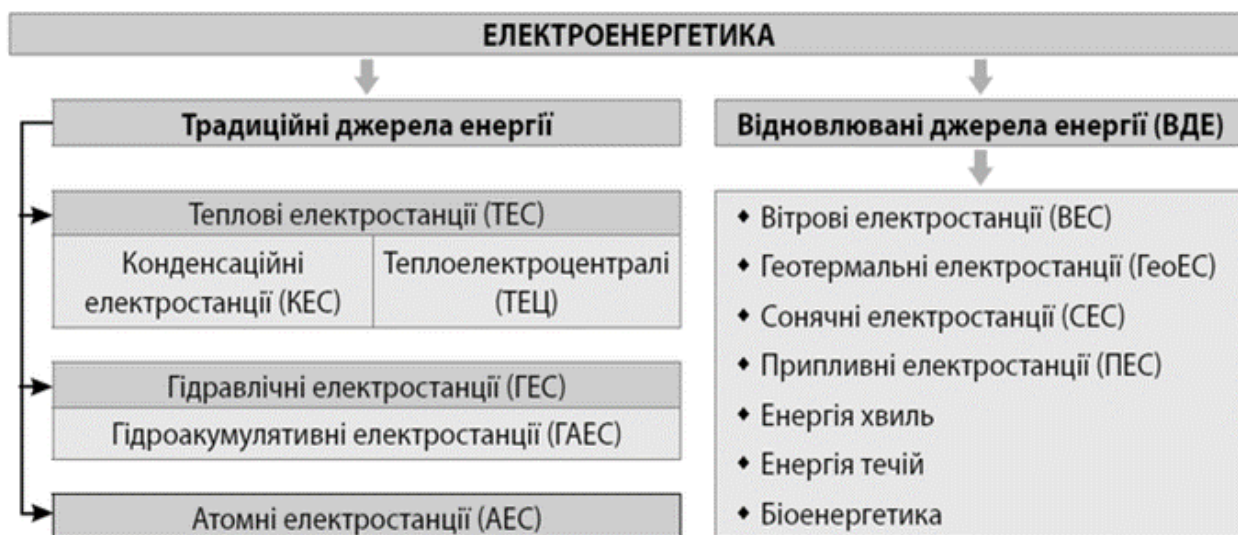 ЕЛЕКТРОЕНЕРГЕТИКА
Традиційні джерела енергії
Теплові електростанції (ТЕС)
Конденсаційні
електростанції (КЕС)
Теплоелектроцентралі
(ТЕЦ)
Гідравлічні електростанції (ГЕС)
Гідроакумулятивні електростанції (ГАЕС)
Атомні електростанції (АЕС)
Відновлювані джерела енергії (ВДЕ)
Вітрові електростанції (ВЕС)
Геотермальні електростанції (ГеоЕС)
Сонячні електростанції (СЕС)
Припливні електростанції (ПЕС)
Енергія хвиль
Енергія течій
Біоенергетика